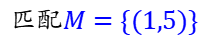 匹配M = {(1,5)}